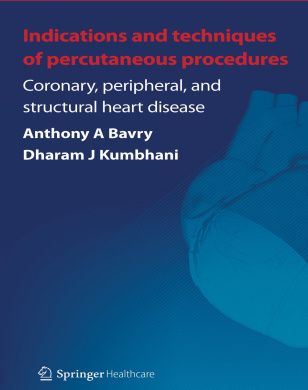 Indications and techniques
of percutaneous procedures
Coronary, peripheral, and
structural heart disease
Anthony A Bavry
Dharam J Kumbhani
Springer Healthcare